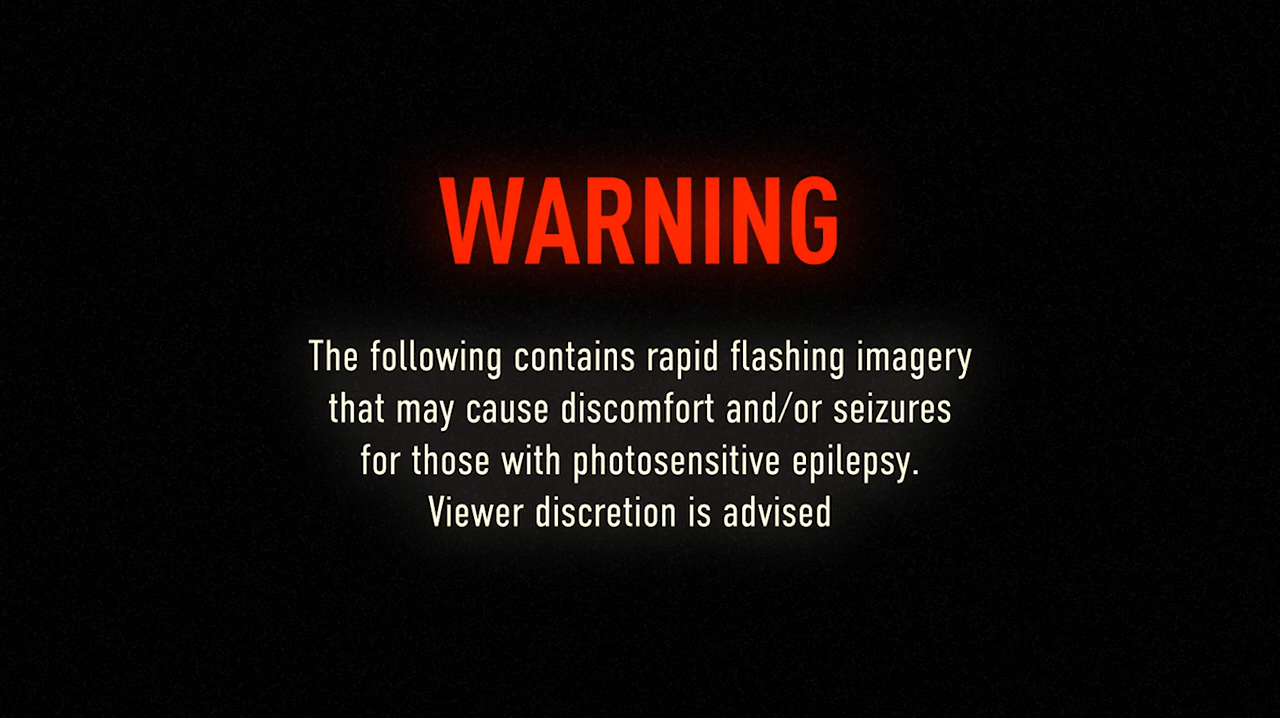 WARNING
The following contains rapid flashing imagery
that may cause discomfort and/or seizures
for those with photosensitive epilepsy.
Viewer discretion is advised